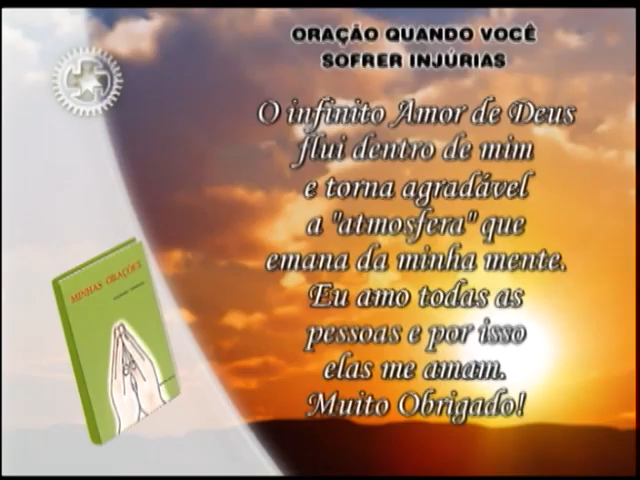 ORAÇÃO QUANDO VOCÊ
SOFRER INJÚRIAS
O infinito Amor de Deus
flui dentro de mim
e torna agradável
a "atmosfera" que
emana da minha mente.
Eu amo todas as
pessoas e por isso
elas me amam.
Muito Obrigado!
MINHAS ORAÇÕES